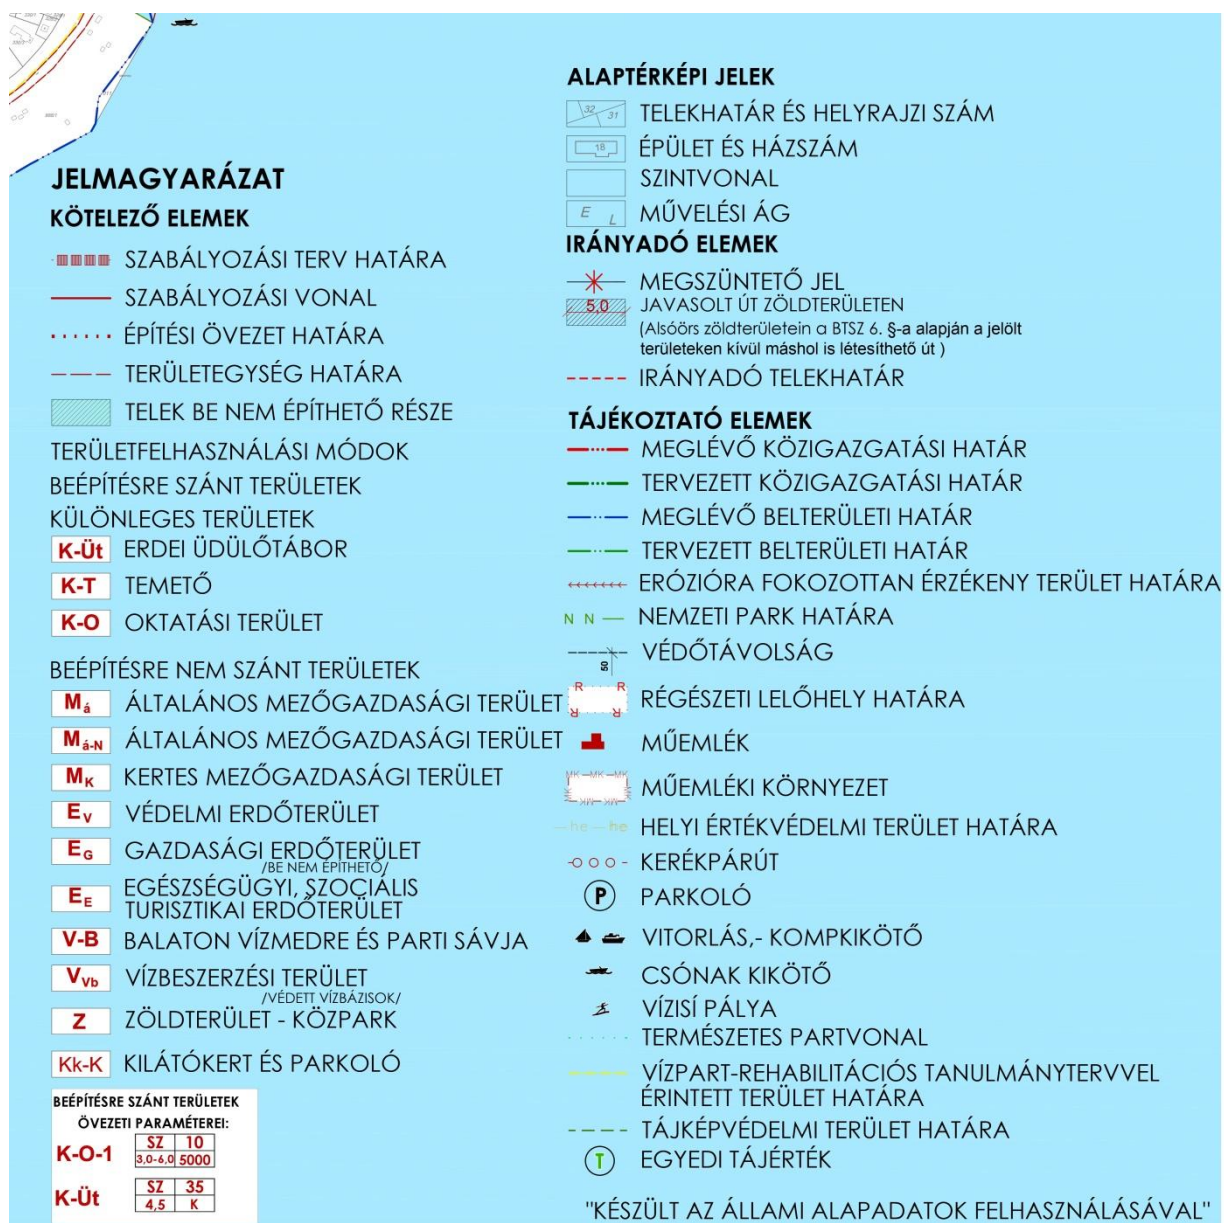 JELMAGYARÁZAT
KÖTELEZŐ ELEMEK
SZABÁLYOZÁSI TERV HATÁRA
SZABÁLYOZÁSI VONAL
ÉPÍTÉSI ÖVEZET HATÁRA
TERÜLETEGYSÉG HATÁRA
TELEK BE NEM ÉPÍTHETŐ RÉSZE
TERÜLETFELHASZNÁLÁSI MÓDOK
BEÉPÍTÉSRE SZÁNT TERÜLETEK
KÜLÖNLEGES TERÜLETEK
K-Üt ERDEI ÜDÜLŐTÁBOR
K-T TEMETŐ
K-O OKTATÁSI TERÜLET
BEÉPÍTÉSRE NEM SZÁNT TERÜLETEK
Má ÁLTALÁNOS MEZŐGAZDASÁGI TERÜLET
Má-N ÁLTALÁNOS MEZŐGAZDASÁGI TERÜLET
MK KERTES MEZŐGAZDASÁGI TERÜLET
EV VÉDELMI ERDŐTERÜLET
EG GAZDASÁGI ERDŐTERÜLET
/BE NEM ÉPÍTHETŐ/
EE EGÉSZSÉGÜGYI, SZOCIÁLIS
TURISZTIKAI ERDŐTERÜLET
V-B BALATON VÍZMEDRE ÉS PARTI SÁVJA
VVb VÍZBESZERZÉSI TERÜLET
/VÉDETT VÍZBÁZISOK/
Z ZÖLDTERÜLET - KÖZPARK
Kk-K KILÁTÓKERT ÉS PARKOLÓ
BEÉPÍTÉSRE SZÁNT TERÜLETEK
ÖVEZETI PARAMÉTEREI:
K-O-1 SZ 10
3,0-6,0 5000
K-Üt SZ 35
4,5 K
ALAPTÉRKÉPI JELEK
32 31 TELEKHATÁR ÉS HELYRAJZI SZÁM
18 ÉPÜLET ÉS HÁZSZÁM
SZINTVONAL
E L MŰVELÉSI ÁG
IRÁNYADÓ ELEMEK
MEGSZÜNTETŐ JEL
5,0 JAVASOLT ÚT ZÖLDTERÜLETEN
(Alsóörs zöldterületein a BTSZ 6. §-a alapján a jelölt
területeken kívül máshol is létesíthető út )
IRÁNYADÓ TELEKHATÁR
TÁJÉKOZTATÓ ELEMEK
MEGLÉVŐ KÖZIGAZGATÁSI HATÁR
TERVEZETT KÖZIGAZGATÁSI HATÁR
MEGLÉVŐ BELTERÜLETI HATÁR
TERVEZETT BELTERÜLETI HATÁR
ERÓZIÓRA FOKOZOTTAN ÉRZÉKENY TERÜLET HATÁRA
N N NEMZETI PARK HATÁRA
50 VÉDŐTÁVOLSÁG
R R R R RÉGÉSZETI LELŐHELY HATÁRA
MŰEMLÉK
MK MK MK MŰEMLÉKI KÖRNYEZET
he he HELYI ÉRTÉKVÉDELMI TERÜLET HATÁRA
KERÉKPÁRÚT
P PARKOLÓ
VITORLÁS,- KOMPKIKÖTŐ
CSÓNAK KIKÖTŐ
VÍZISÍ PÁLYA
TERMÉSZETES PARTVONAL
VÍZPART-REHABILITÁCIÓS TANULMÁNYTERVVEL
ÉRINTETT TERÜLET HATÁRA
TÁJKÉPVÉDELMI TERÜLET HATÁRA
T EGYEDI TÁJÉRTÉK
"KÉSZÜLT AZ ÁLLAMI ALAPADATOK FELHASZNÁLÁSÁVAL"